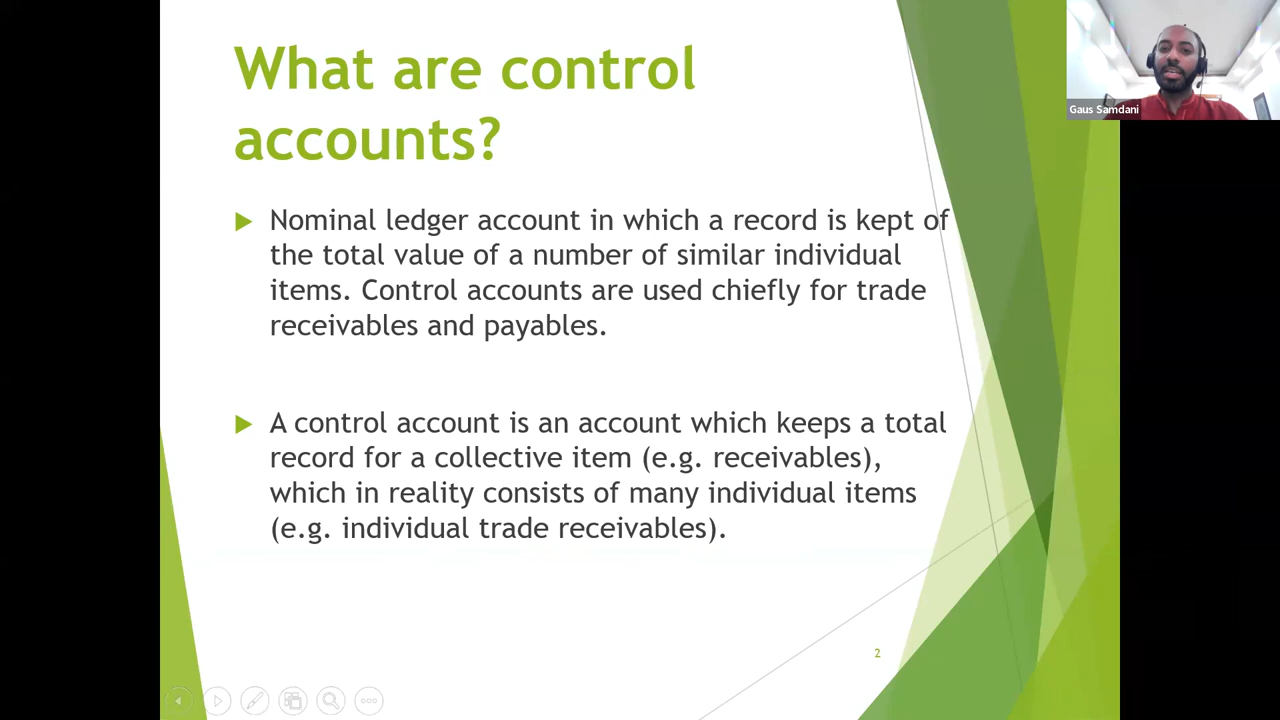 What are control
accounts?
Nominal ledger account in which a record is kept of
the total value of a number of similar individual
items. Control accounts are used chiefly for trade
receivables and payables.
A control account is an account which keeps a total
record for a collective item (e.g. receivables),
which in reality consists of many individual items
(e.g. individual trade receivables).
2
Gaus Samdani